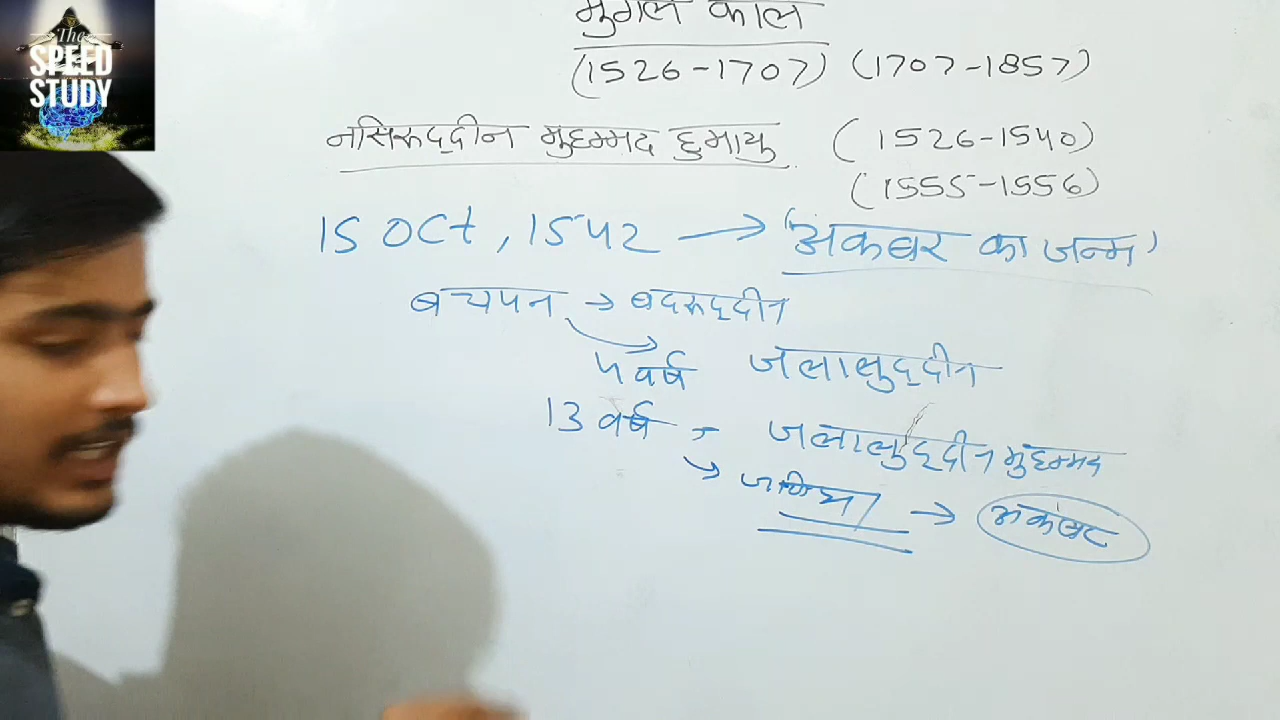 The
SPEED
STUDY
मुगल काल
(1526-1707) (1707-1857)
नसिरुद्दीन मुहम्मद हुमायु (1526-1540)
(1555-1556)
15 Oct, 1542 → 'अकबर का जन्म'
बचपन → बदरुद्दीन
5 वर्ष जलालुद्दीन
13 वर्ष → जलालुद्दीन मुहम्मद
→ अकबर